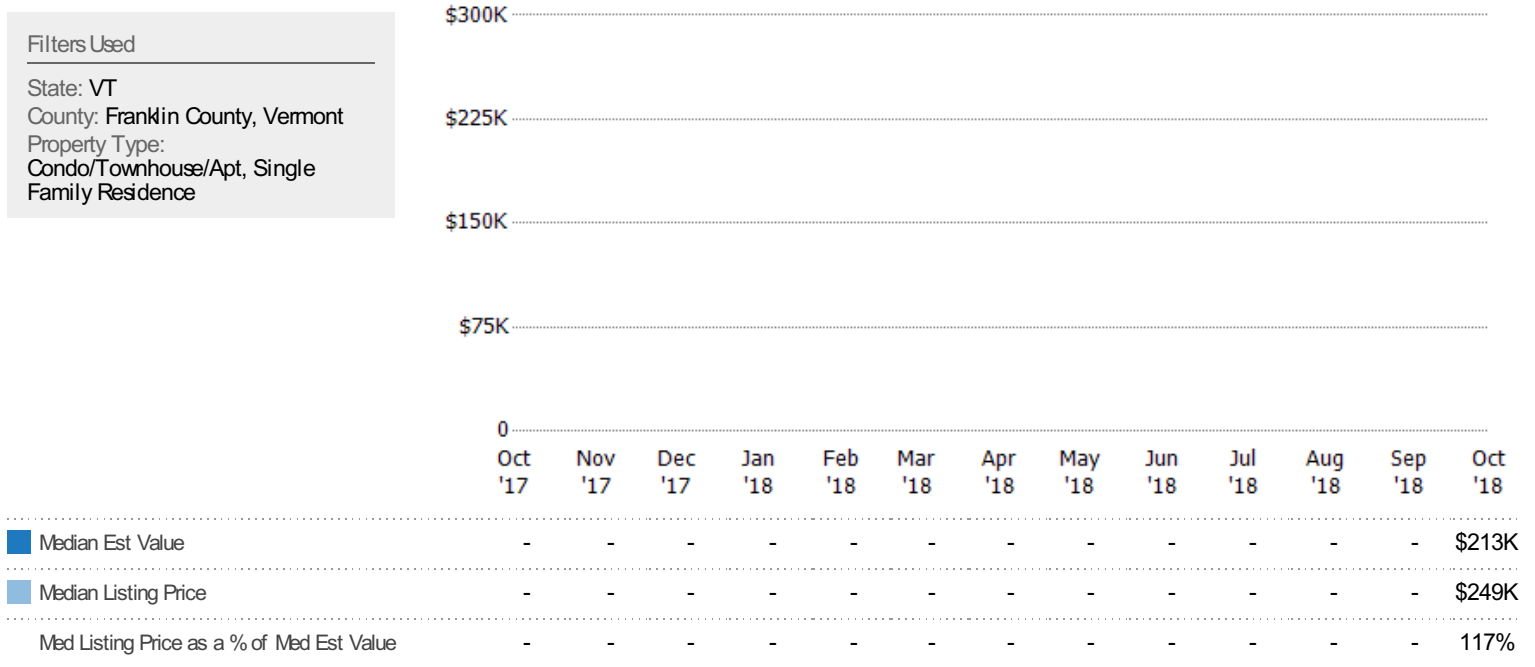 Filters Used
State: VT
County: Franklin County, Vermont
Property Type:
Condo/Townhouse/Apt, Single
Family Residence
$300K
$225K
$150K
$75K
0
Oct Nov Dec Jan Feb Mar Apr May Jun Jul Aug Sep Oct
'17 '17 '17 '18 '18 '18 '18 '18 '18 '18 '18 '18 '18
Median Est Value - - - - - - - - - - - - $213K
Median Listing Price - - - - - - - - - - - - $249K
Med Listing Price as a % of Med Est Value - - - - - - - - - - - - 117%